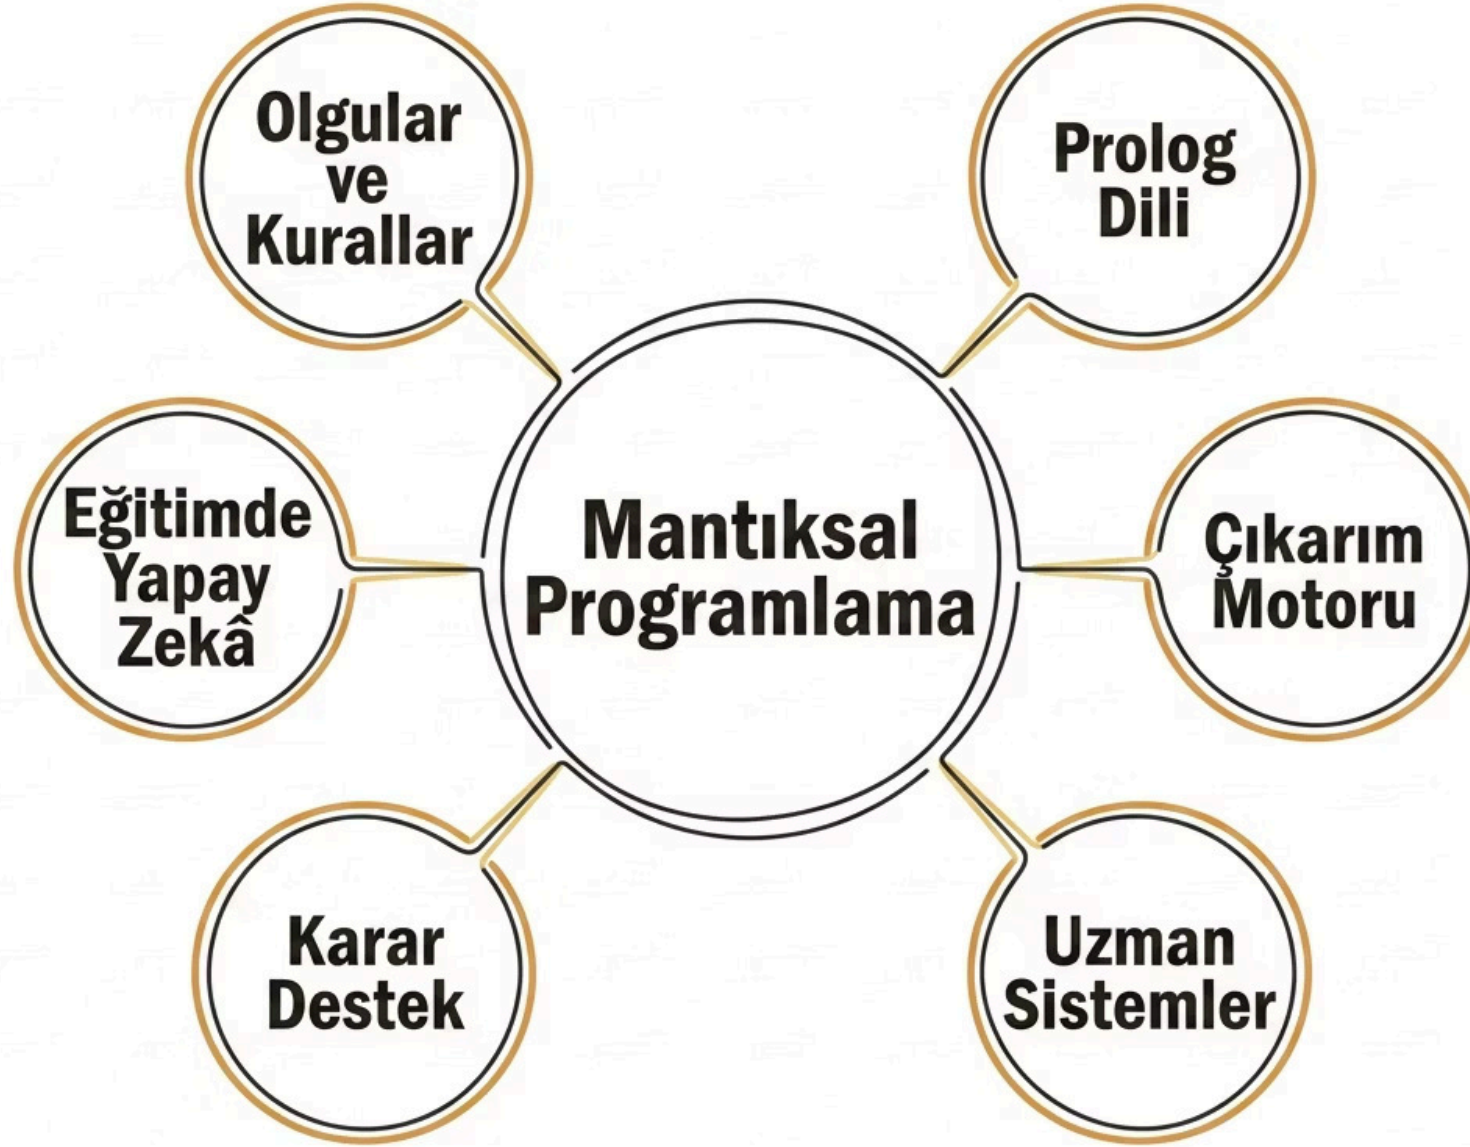 Olgular
ve
Kurallar
Prolog
Dili
Eğitimde
Yapay
Zekâ
Mantıksal
Programlama
Çıkarım
Motoru
Karar
Destek
Uzman
Sistemler